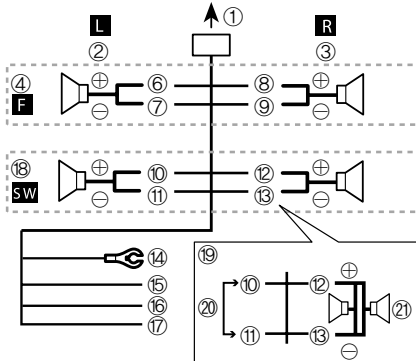 L ① R
② ③
④ ⊕ ⑥ ⑧ ⊕
F ⊖ ⑦ ⑨ ⊖
⑱ ⊕ ⑩ ⑫ ⊕
SW ⊖ ⑪ ⑬ ⊖
⑭
⑮
⑯
⑰
⑲
⑩ ⑫ ⊕
⑳ ㉑
⑪ ⑬ ⊖